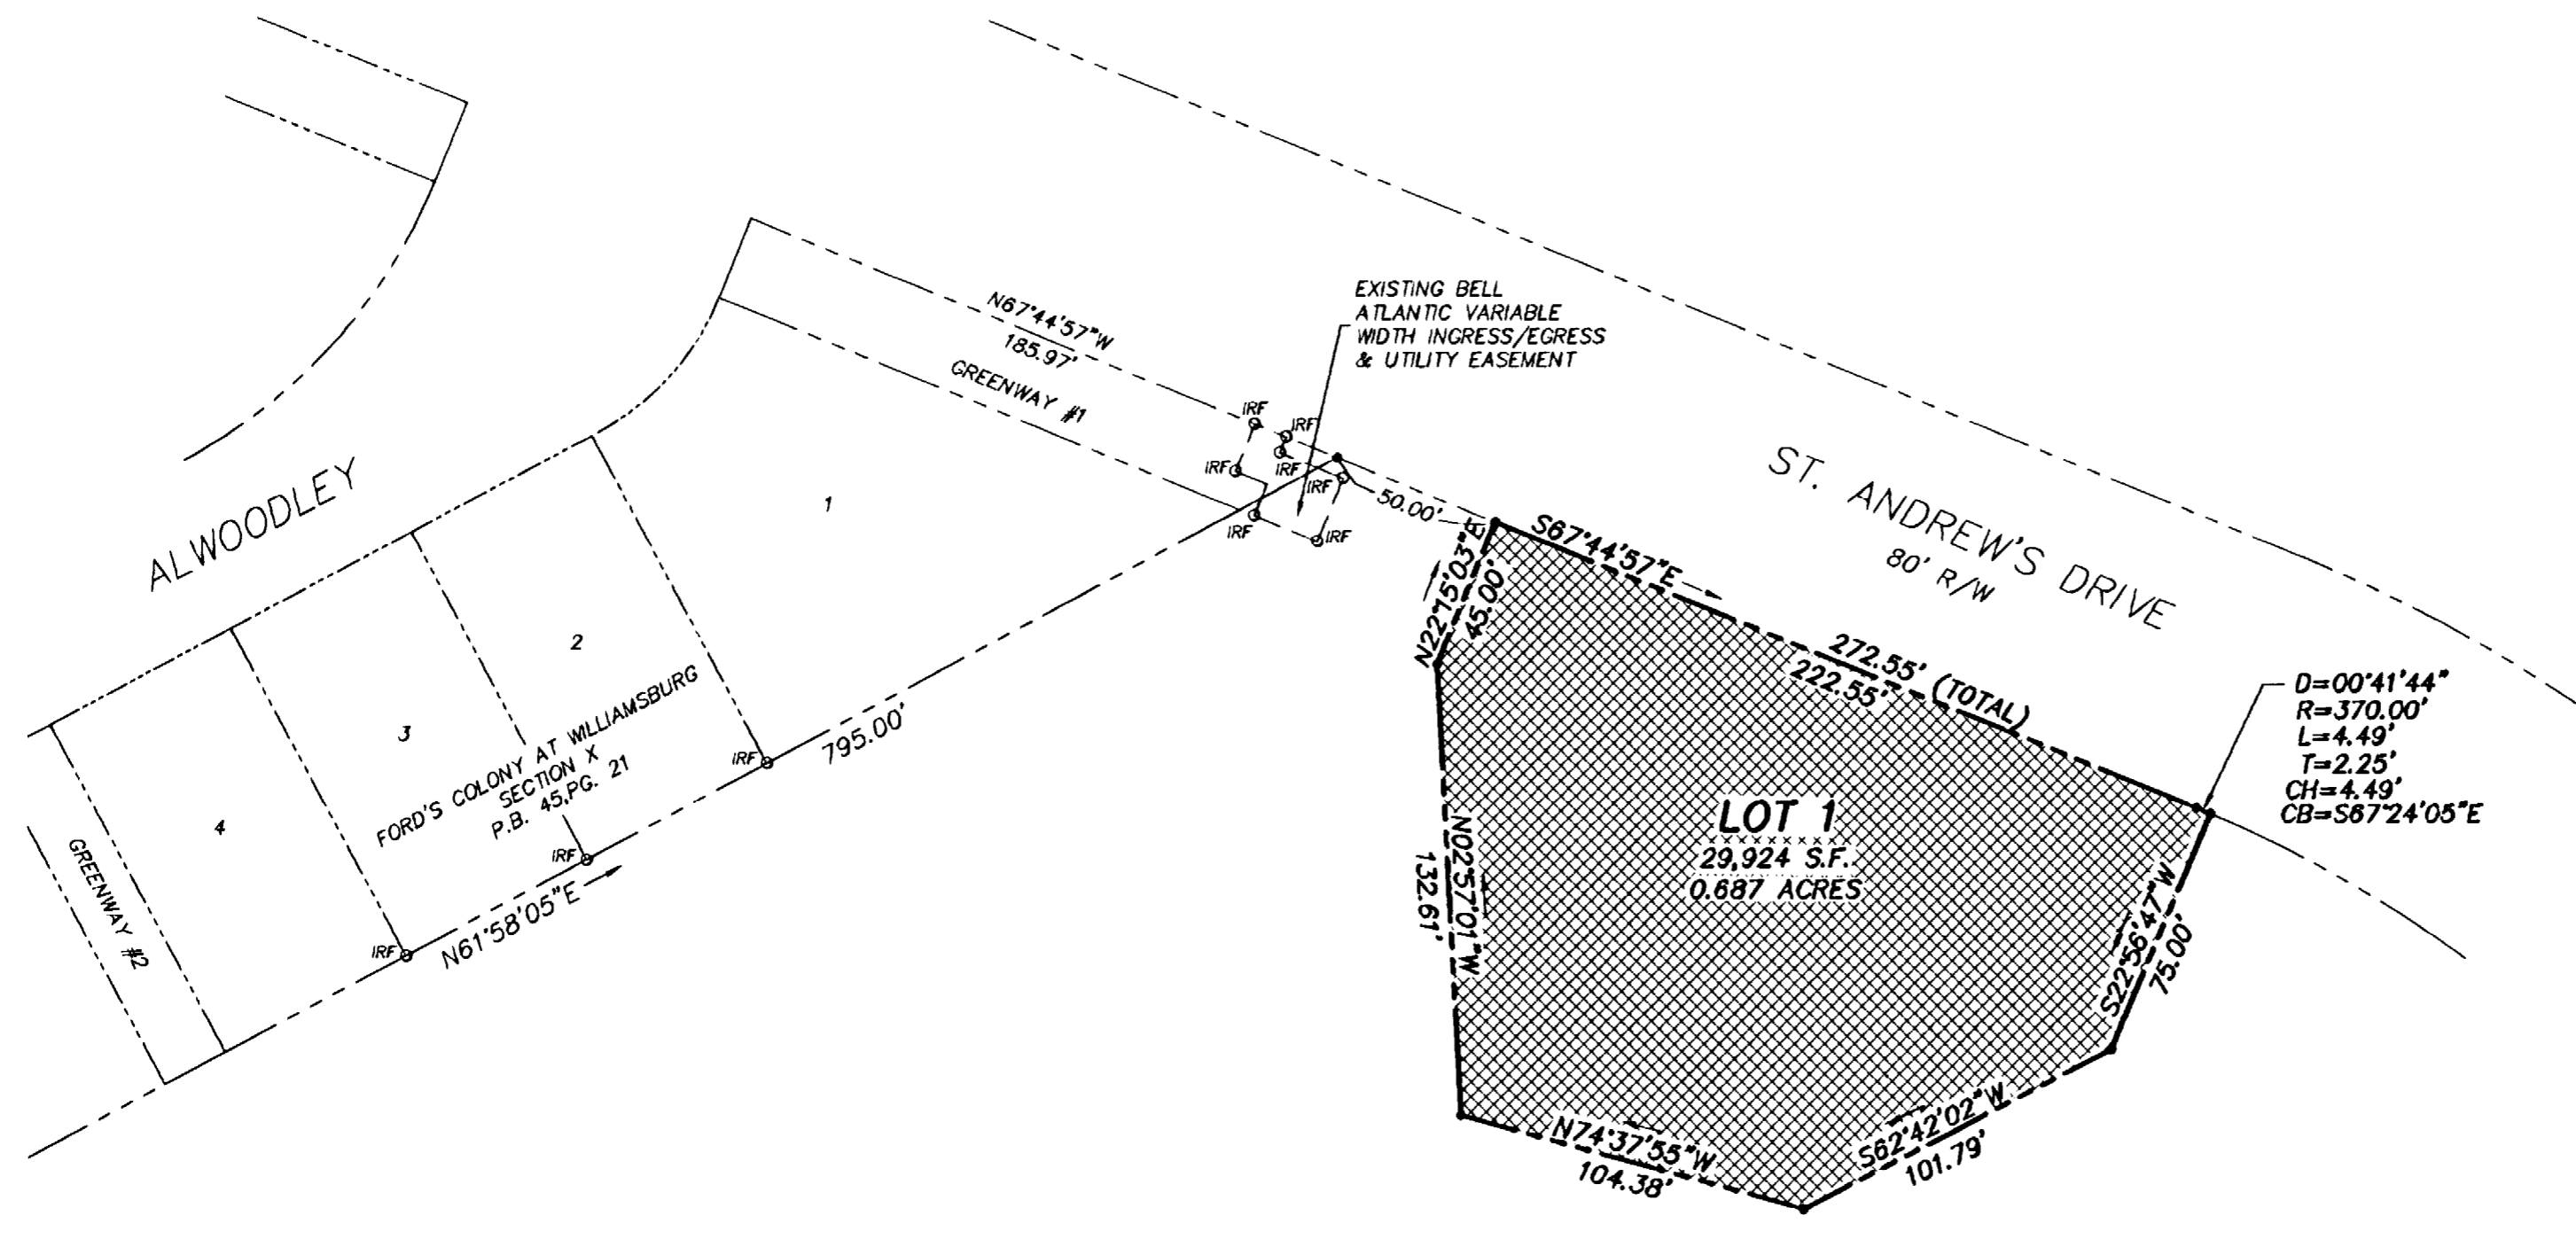 EXISTING BELL
ATLANTIC VARIABLE
WIDTH INGRESS/EGRESS
& UTILITY EASEMENT
N67°44'57"W
185.97'
GREENWAY #1
IRF
IRF
IRF
IRF
IRF
IRF
IRF
50.00'
ALWOODLEY
1
2
3
4
FORD'S COLONY AT WILLIAMSBURG
SECTION X
P.B. 45,PG. 21
GREENWAY #2
IRF
IRF
IRF
795.00'
N61°58'05"E
ST. ANDREW'S DRIVE
80' R/W
N22°15'03"E
45.00'
S67°44'57"E
272.55' (TOTAL)
222.55'
D=00°41'44"
R=370.00'
L=4.49'
T=2.25'
CH=4.49'
CB=S67°24'05"E
LOT 1
29,924 S.F.
0.687 ACRES
N02°57'01"W
132.61'
S22°56'47"W
75.00'
S62°42'02"W
101.79'
N74°37'55"W
104.38'